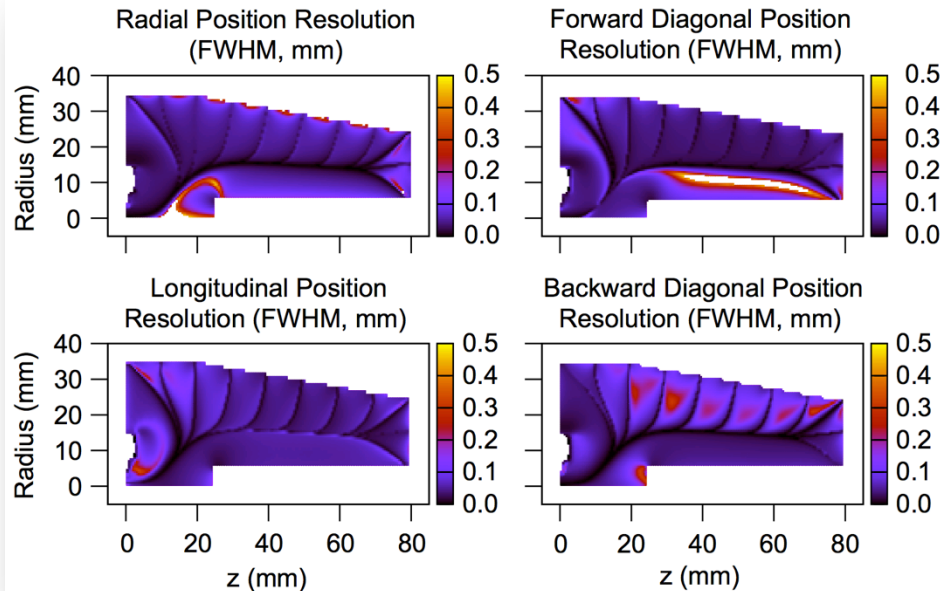 Radial Position Resolution
(FWHM, mm)
Forward Diagonal Position
Resolution (FWHM, mm)
Radius (mm)
40
30
20
10
0
0.5
0.4
0.3
0.2
0.1
0.0
0.5
0.4
0.3
0.2
0.1
0.0
Longitudinal Position
Resolution (FWHM, mm)
Backward Diagonal Position
Resolution (FWHM, mm)
Radius (mm)
40
30
20
10
0
0.5
0.4
0.3
0.2
0.1
0.0
0.5
0.4
0.3
0.2
0.1
0.0
0 20 40 60 80
0 20 40 60 80
z (mm)
z (mm)